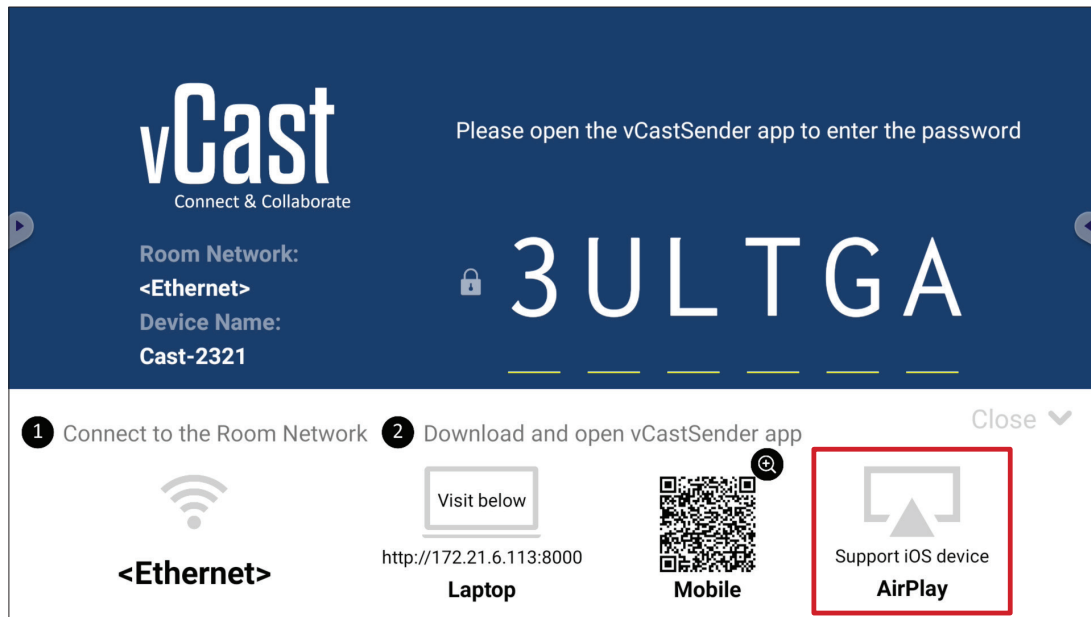 vCast
Connect & Collaborate
Please open the vCastSender app to enter the password
Room Network:
<Ethernet>
Device Name:
Cast-2321
3ULTGA
Close
1 Connect to the Room Network
2 Download and open vCastSender app
<Ethernet>
Visit below
http://172.21.6.113:8000
Laptop
Mobile
Support iOS device
AirPlay